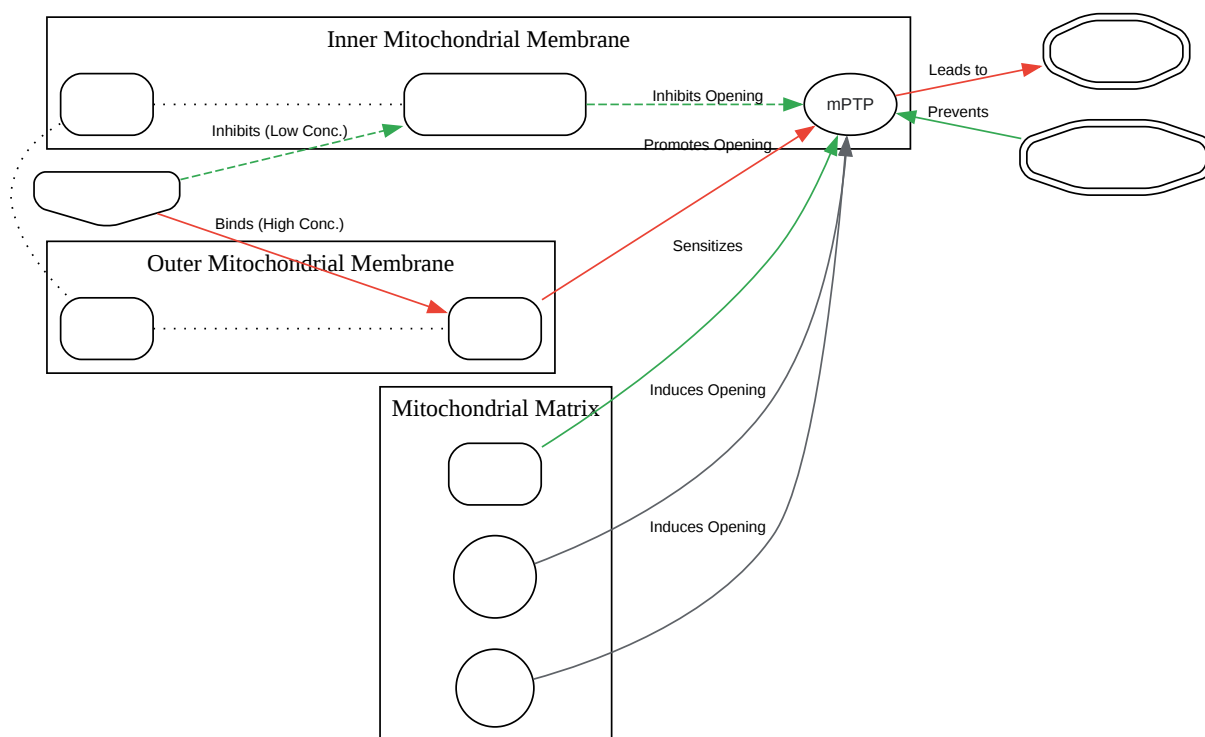 Inner Mitochondrial Membrane
Leads to
Inhibits Opening
mPTP
Prevents
Inhibits (Low Conc.)
Promotes Opening
Binds (High Conc.)
Sensitizes
Outer Mitochondrial Membrane
Induces Opening
Mitochondrial Matrix
Induces Opening